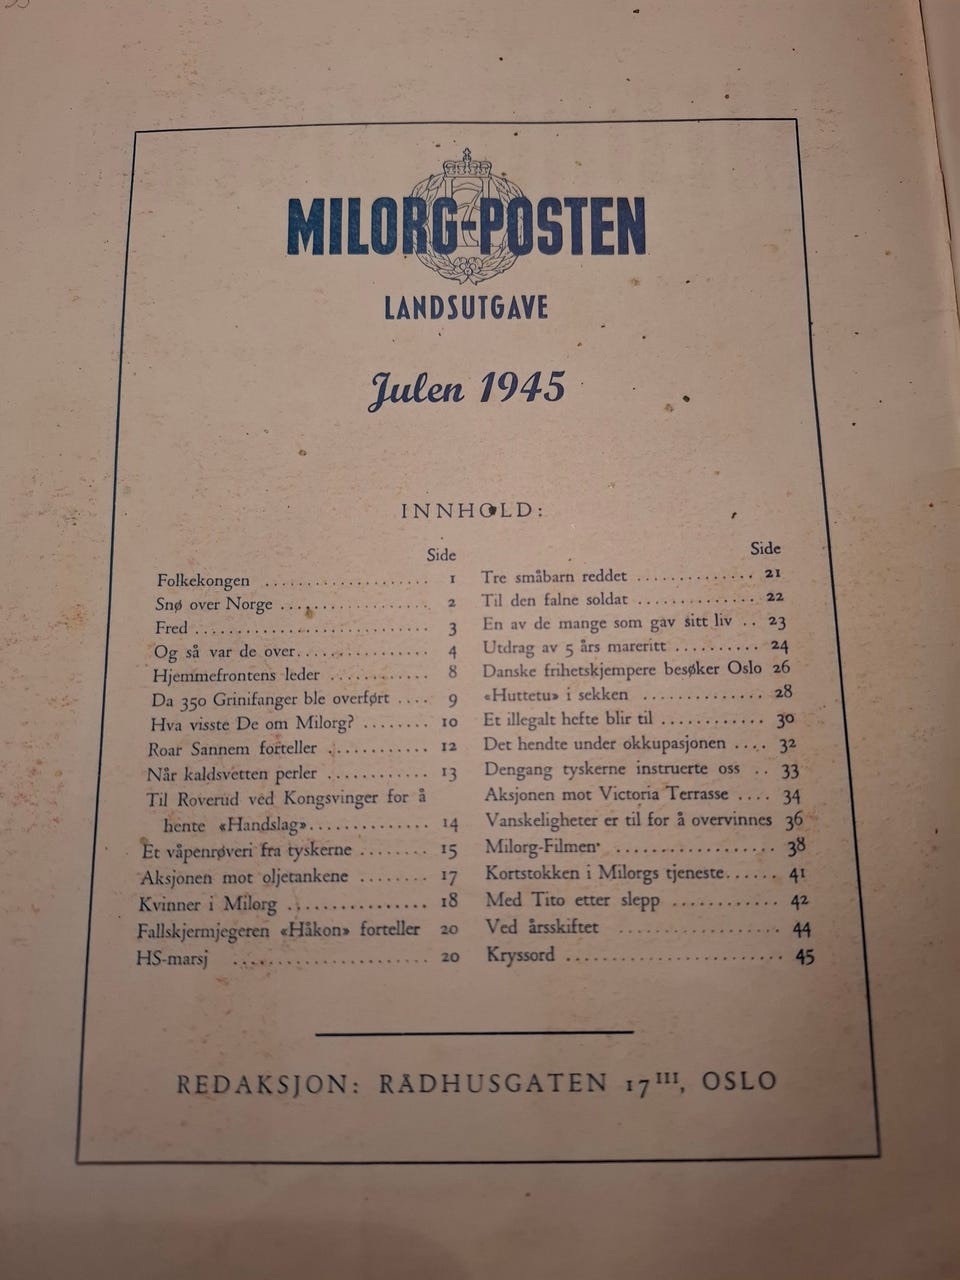 MILORG-POSTEN
LANDSUTGAVE
Julen 1945
INNHOLD:
Side
Folkekongen .................... 1
Snø over Norge .................. 2
Fred ............................ 3
Og så var de over................ 4
Hjemmefrontens leder ............ 8
Da 350 Grinifanger ble overført .... 9
Hva visste De om Milorg? ........ 10
Roar Sannem forteller ........... 12
Når kaldsvetten perler ............ 13
Til Roverud ved Kongsvinger for å
hente «Handslag»............. 14
Et våpenrøveri fra tyskerne ........ 15
Aksjonen mot oljetankene ........ 17
Kvinner i Milorg ................ 18
Fallskjermjegeren «Håkon» forteller 20
HS-marsj ...................... 20
Side
Tre småbarn reddet .............. 21
Til den falne soldat .............. 22
En av de mange som gav sitt liv .. 23
Utdrag av 5 års mareritt .......... 24
Danske frihetskjempere besøker Oslo 26
«Huttetu» i sekken .............. 28
Et illegalt hefte blir til ............ 30
Det hendte under okkupasjonen .... 32
Dengang tyskerne instruerte oss .. 33
Aksjonen mot Victoria Terrasse .... 34
Vanskeligheter er til for å overvinnes 36
Milorg-Filmen .................. 38
Kortstokken i Milorgs tjeneste...... 41
Med Tito etter slepp ............ 42
Ved årsskiftet .................. 44
Kryssord ........................ 45
REDAKSJON: RÅDHUSGATEN 17III, OSLO